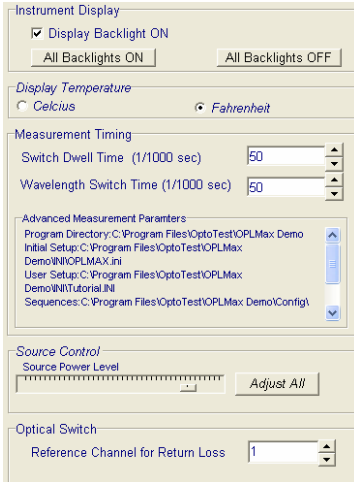 Instrument Display
Display Backlight ON
All Backlights ON All Backlights OFF
Display Temperature
Celcius Fahrenheit
Measurement Timing
Switch Dwell Time (1/1000 sec) 50
Wavelength Switch Time (1/1000 sec) 50
Advanced Measurement Paramters
Program Directory:C:\Program Files\OptoTest\OPLMax Demo
Initial Setup:C:\Program Files\OptoTest\OPLMax
Demo\INI\OPLMAX.ini
User Setup:C:\Program Files\OptoTest\OPLMax
Demo\INI\Tutorial.INI
Sequences:C:\Program Files\OptoTest\OPLMax Demo\Config\
Source Control
Source Power Level
Adjust All
Optical Switch
Reference Channel for Return Loss 1